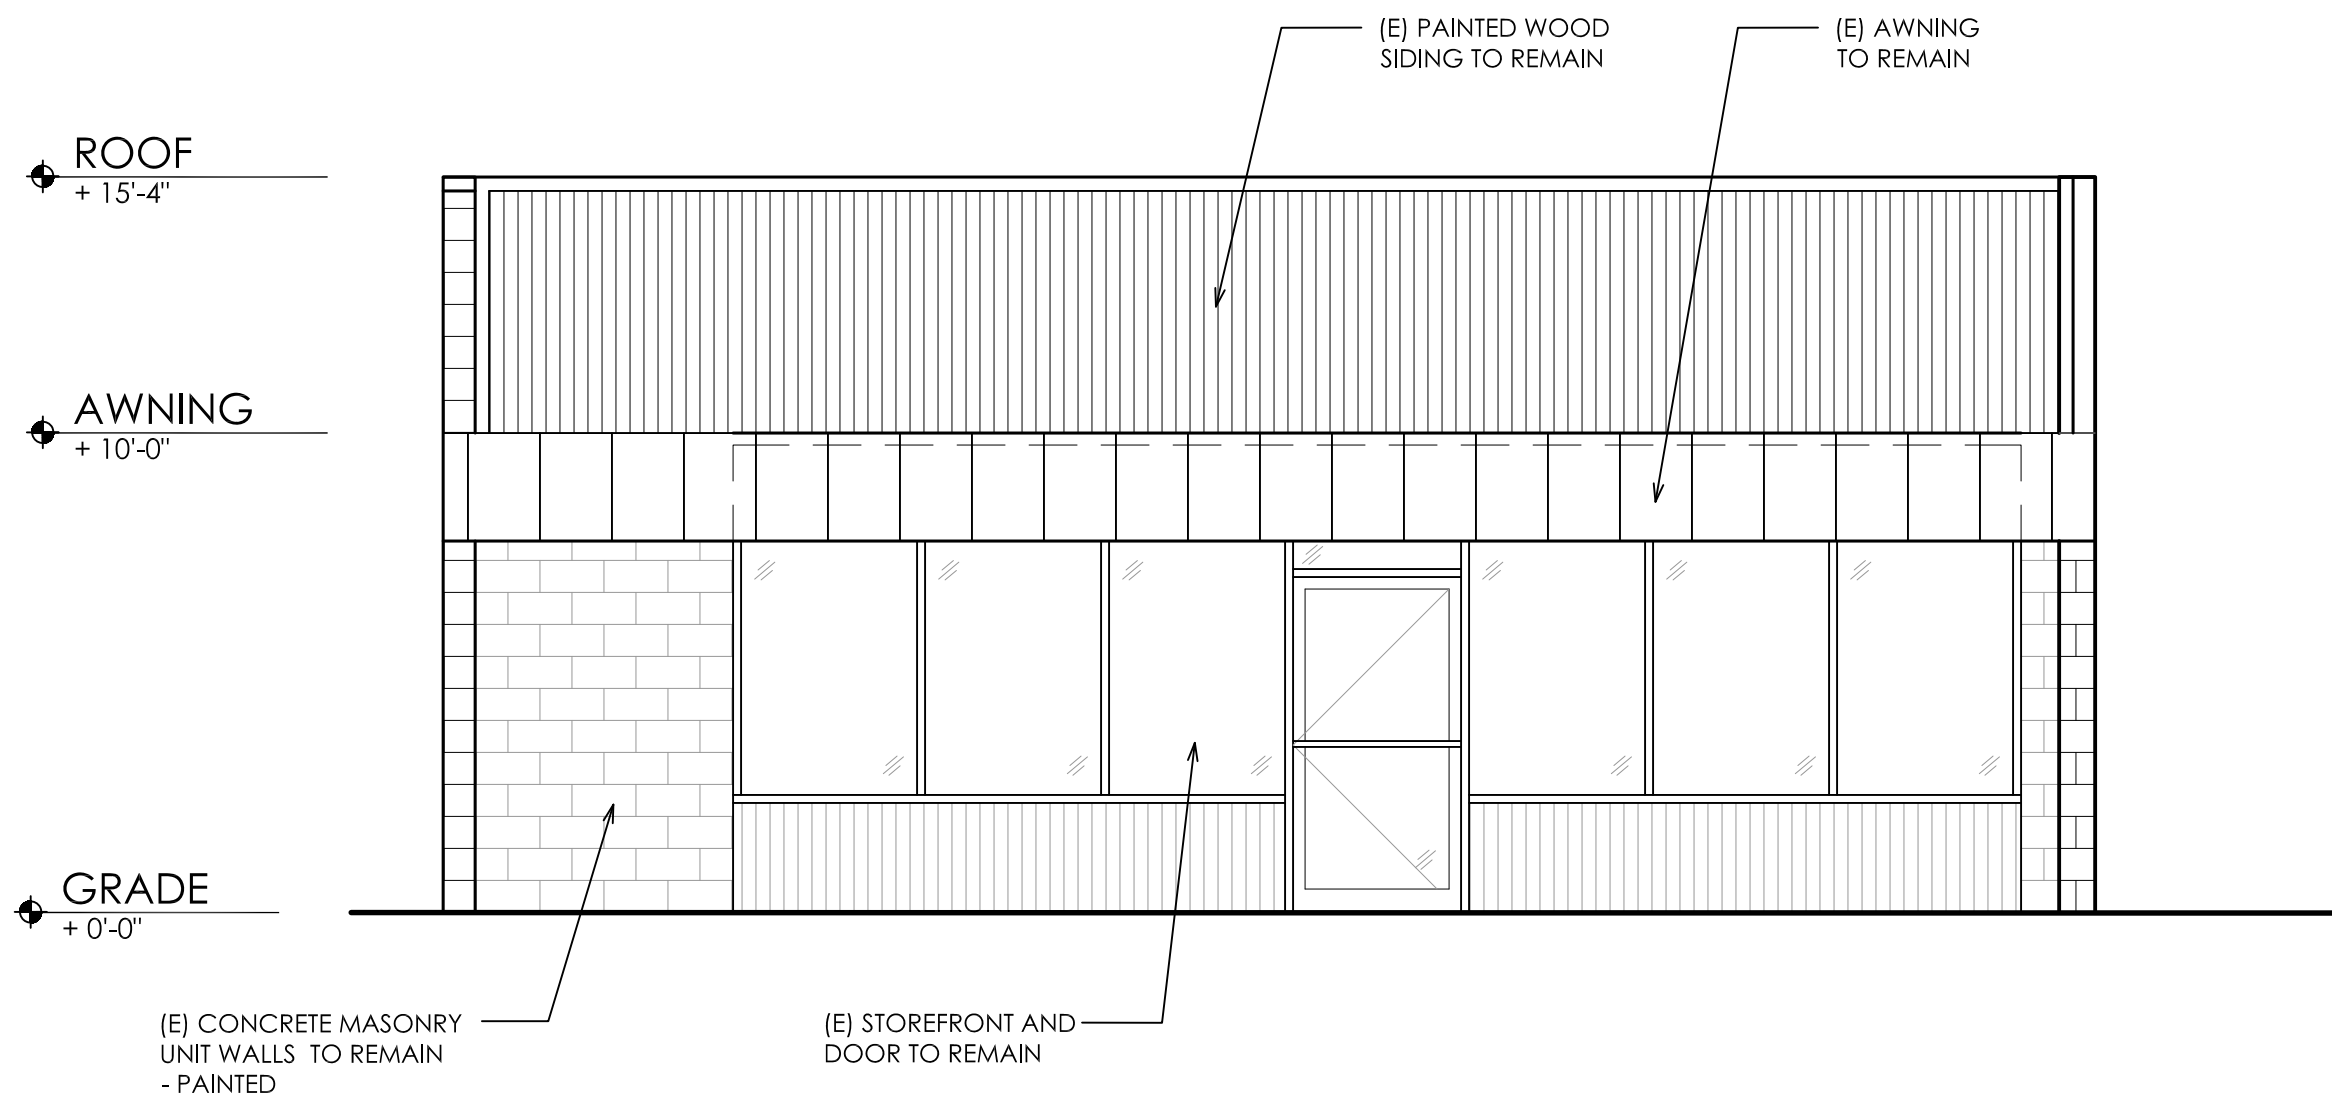 (E) PAINTED WOOD
SIDING TO REMAIN
(E) AWNING
TO REMAIN
ROOF
+ 15'-4"
AWNING
+ 10'-0"
GRADE
+ 0'-0"
(E) CONCRETE MASONRY
UNIT WALLS TO REMAIN
- PAINTED
(E) STOREFRONT AND
DOOR TO REMAIN